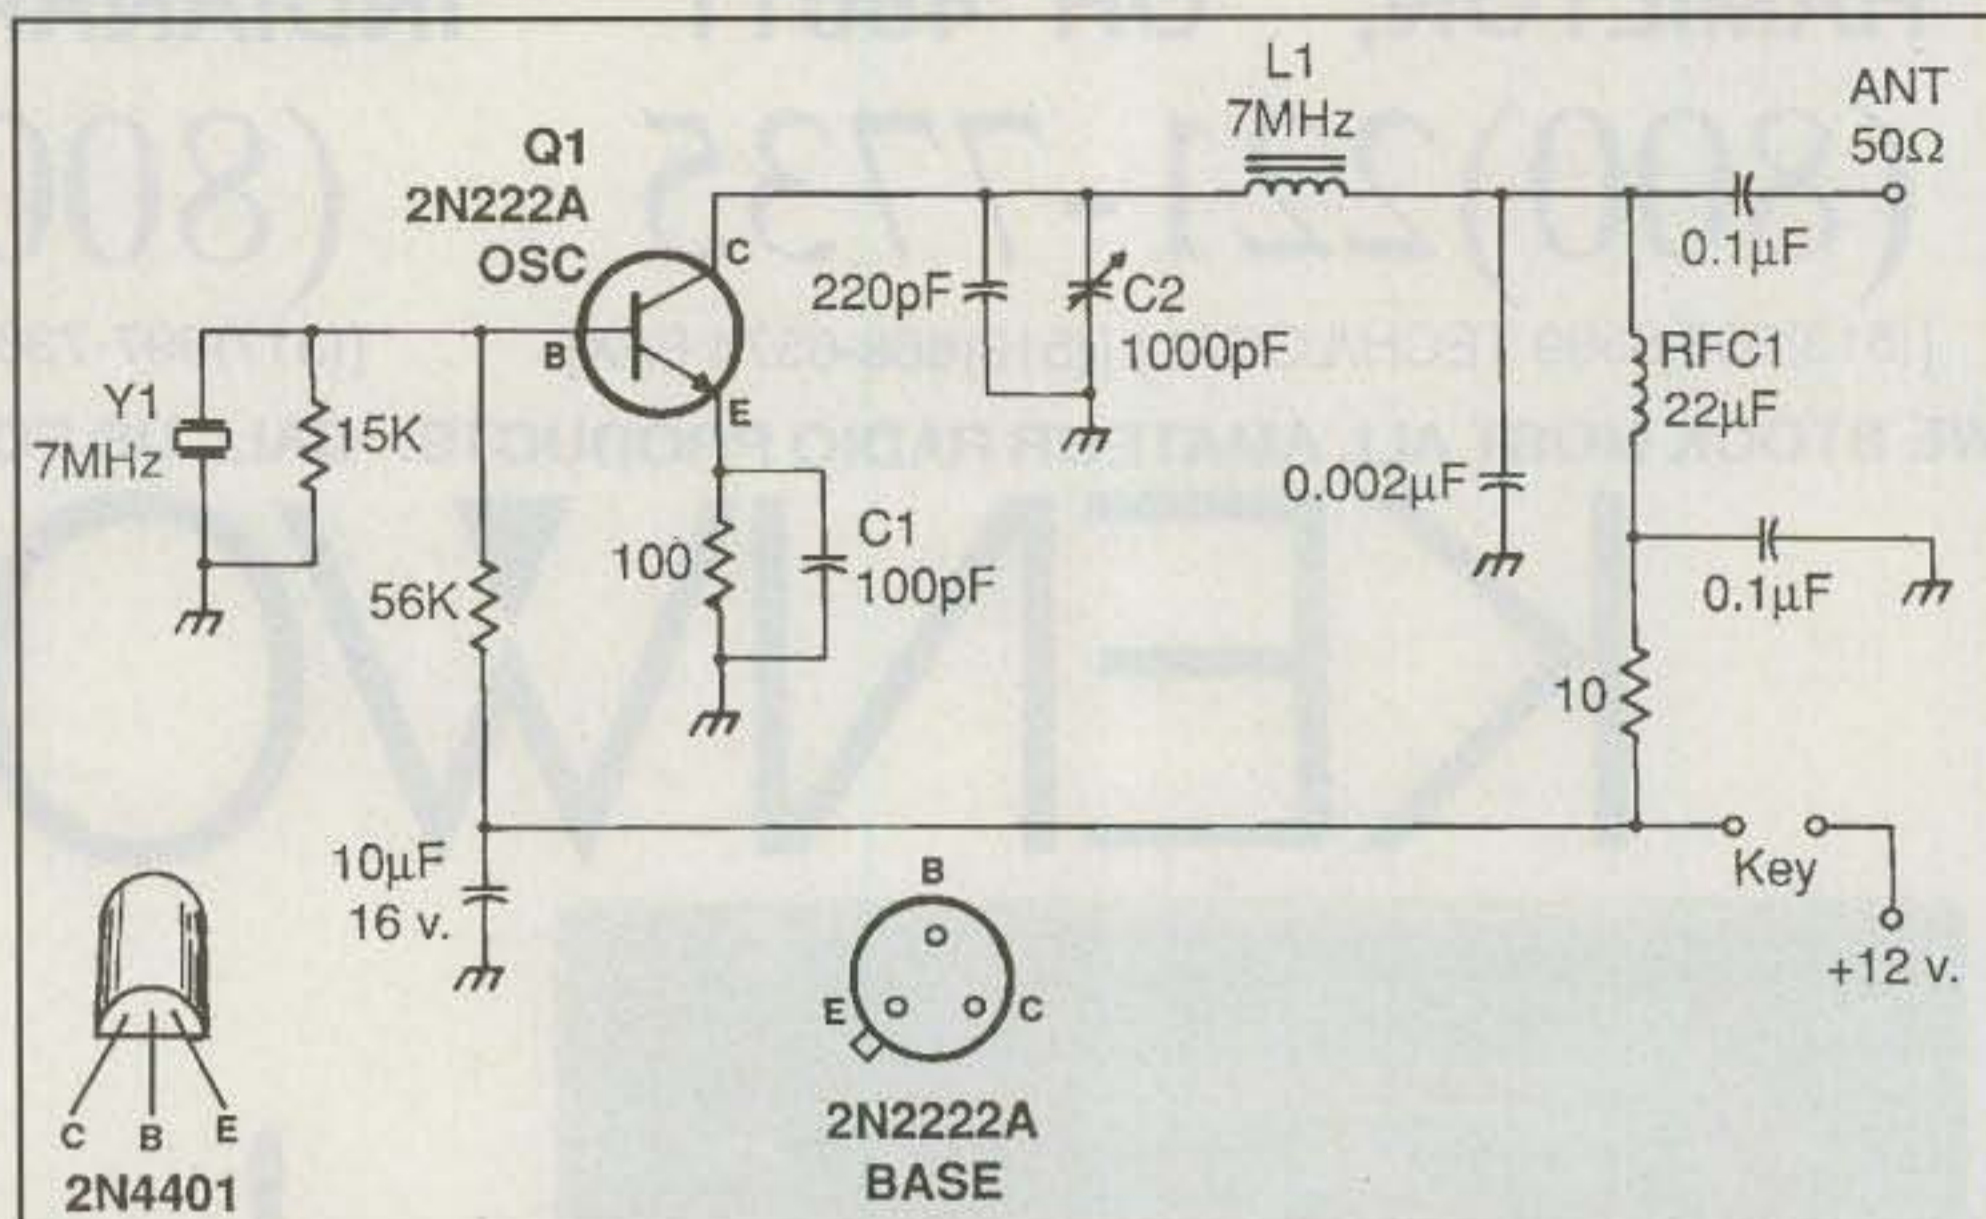 L1
7MHz
ANT
50Ω
Q1
2N222A
OSC
C
B
E
0.1µF
220pF
C2
1000pF
Y1
7MHz
15K
RFC1
22µF
0.002µF
56K
100
C1
100pF
0.1µF
10
10µF
16 v.
Key
+12 v.
B
E
C
2N2222A
BASE
C B E
2N4401
KENWO